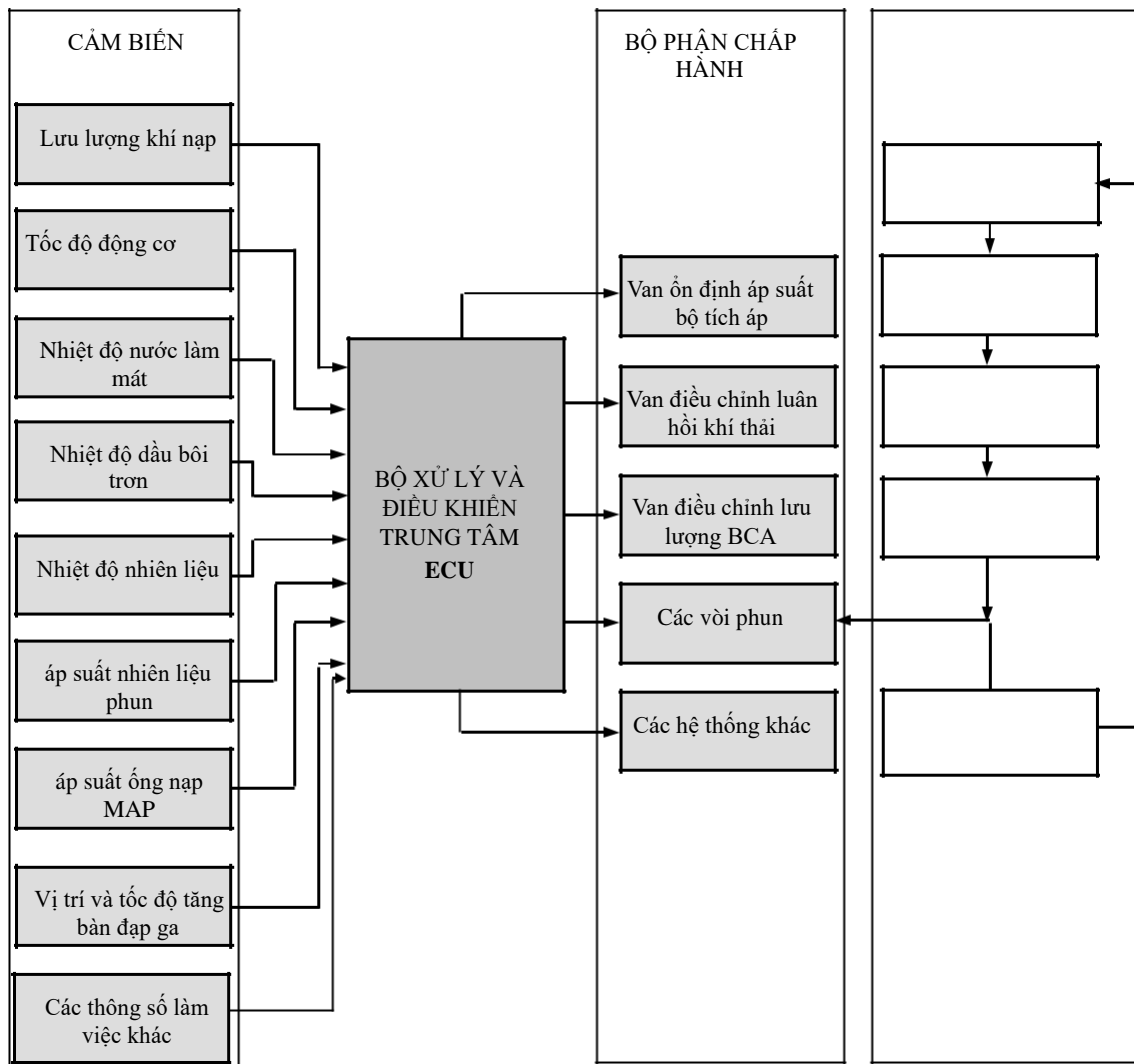 CẢM BIẾN
Lưu lượng khí nạp
Tốc độ động cơ
Nhiệt độ nước làm
mát
Nhiệt độ dầu bôi
trơn
Nhiệt độ nhiên liệu
áp suất nhiên liệu
phun
áp suất ống nạp
MAP
Vị trí và tốc độ tăng
bàn đạp ga
Các thông số làm
việc khác
BỘ XỬ LÝ VÀ
ĐIỀU KHIỂN
TRUNG TÂM
ECU
BỘ PHẬN CHẤP
HÀNH
Van ổn định áp suất
bộ tích áp
Van điều chỉnh luân
hồi khí thải
Van điều chỉnh lưu
lượng BCA
Các vòi phun
Các hệ thống khác